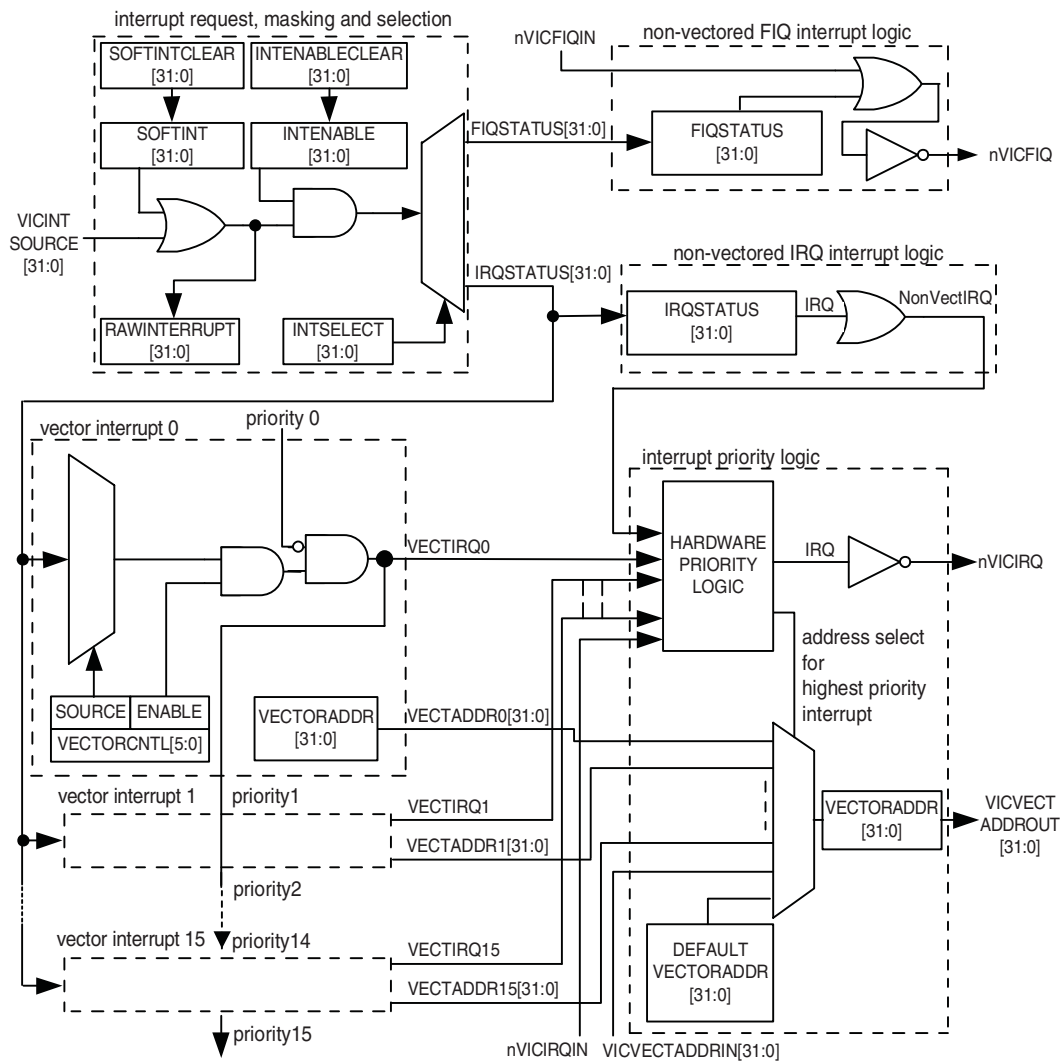 interrupt request, masking and selection
SOFTINTCLEAR
[31:0]
INTENABLECLEAR
[31:0]
SOFTINT
[31:0]
INTENABLE
[31:0]
VICINT
SOURCE
[31:0]
RAWINTERRUPT
[31:0]
INTSELECT
[31:0]
FIQSTATUS[31:0]
IRQSTATUS[31:0]
nVICFIQIN
non-vectored FIQ interrupt logic
FIQSTATUS
[31:0]
nVICFIQ
non-vectored IRQ interrupt logic
IRQSTATUS
[31:0]
IRQ
NonVectIRQ
vector interrupt 0
priority 0
VECTIRQ0
SOURCE
ENABLE
VECTORCNTL[5:0]
VECTORADDR
[31:0]
VECTADDR0[31:0]
interrupt priority logic
HARDWARE
PRIORITY
LOGIC
IRQ
nVICIRQ
address select
for
highest priority
interrupt
vector interrupt 1
priority1
VECTIRQ1
VECTADDR1[31:0]
priority2
VECTORADDR
[31:0]
VICVECT
ADDROUT
[31:0]
vector interrupt 15
priority14
VECTIRQ15
VECTADDR15[31:0]
priority15
DEFAULT
VECTORADDR
[31:0]
nVICIRQIN
VICVECTADDRIN[31:0]